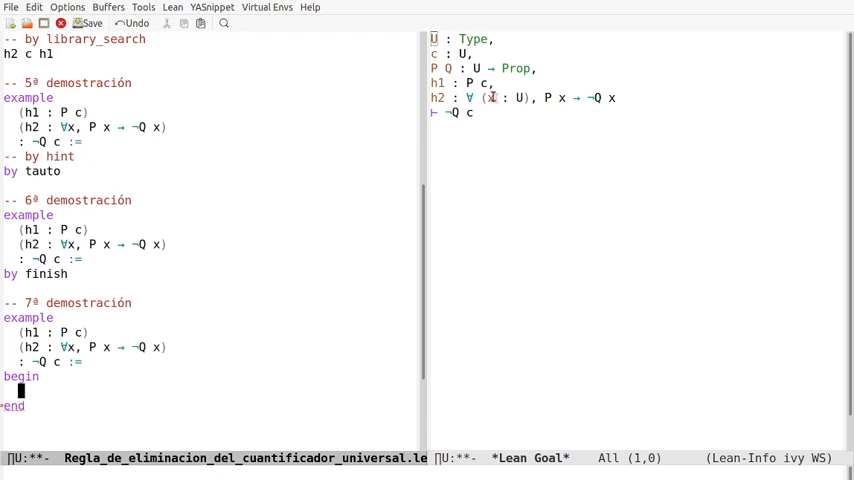 File Edit Options Buffers Tools Lean YASnippet Virtual Envs Help
Save Undo
-- by library_search
h2 c h1
-- 5ª demostración
example
(h1 : P c)
(h2 : ∀x, P x → ¬Q x)
: ¬Q c :=
-- by hint
by tauto
-- 6ª demostración
example
(h1 : P c)
(h2 : ∀x, P x → ¬Q x)
: ¬Q c :=
by finish
-- 7ª demostración
example
(h1 : P c)
(h2 : ∀x, P x → ¬Q x)
: ¬Q c :=
begin
end
U : Type,
c : U,
P Q : U → Prop,
h1 : P c,
h2 : ∀ (x : U), P x → ¬Q x
⊢ ¬Q c
∏U:**- Regla_de_eliminacion_del_cuantificador_universal.le
∏U:**- *Lean Goal* All (1,0) (Lean-Info ivy WS)